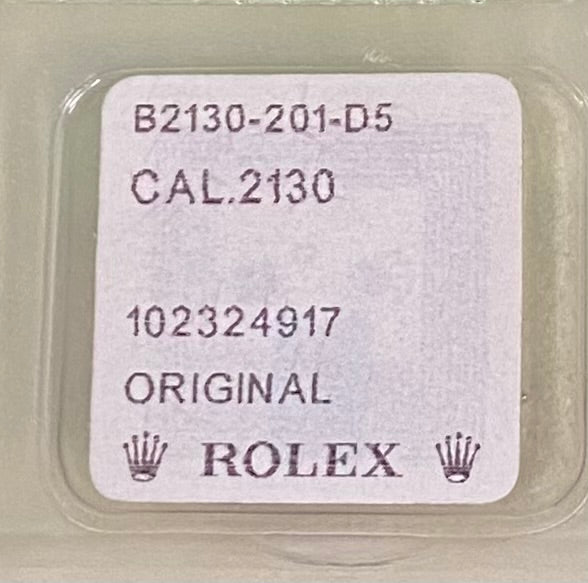 B2130-201-D5
CAL.2130
102324917
ORIGINAL
ROLEX